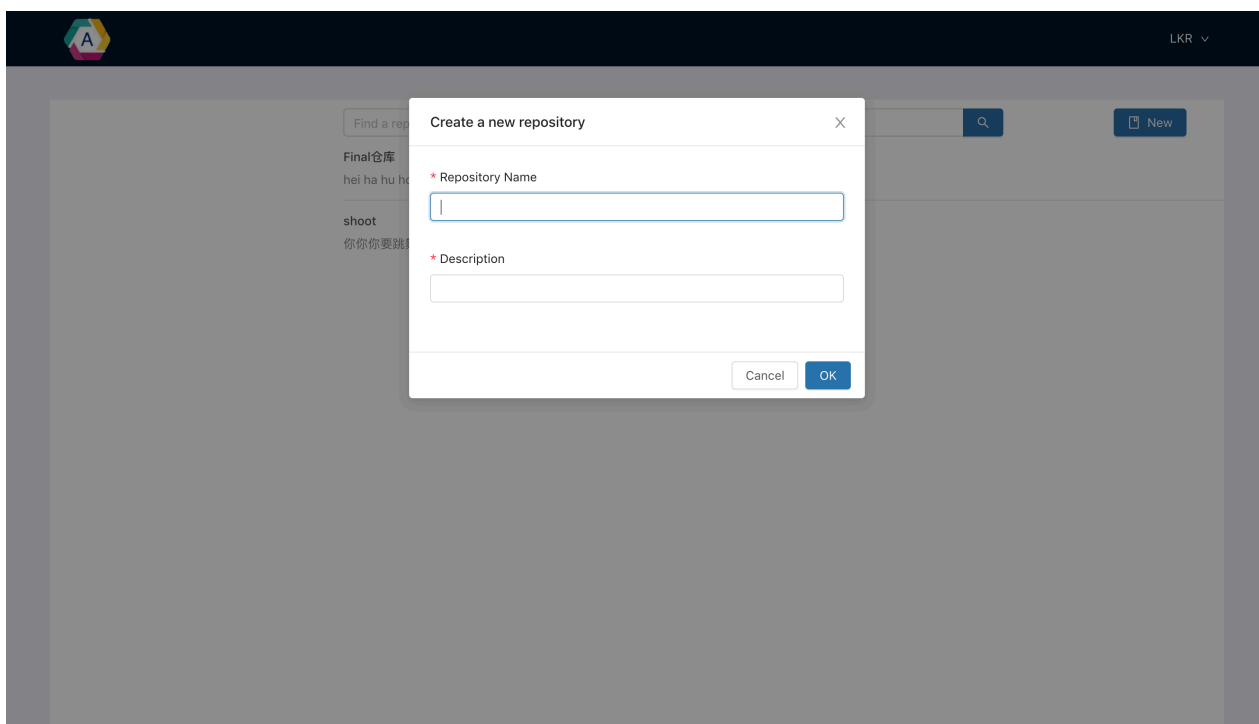 A
LKR
Find a rep
New
Create a new repository
Final仓库
hei ha hu
shoot
你你你要跳
* Repository Name
* Description
Cancel
OK